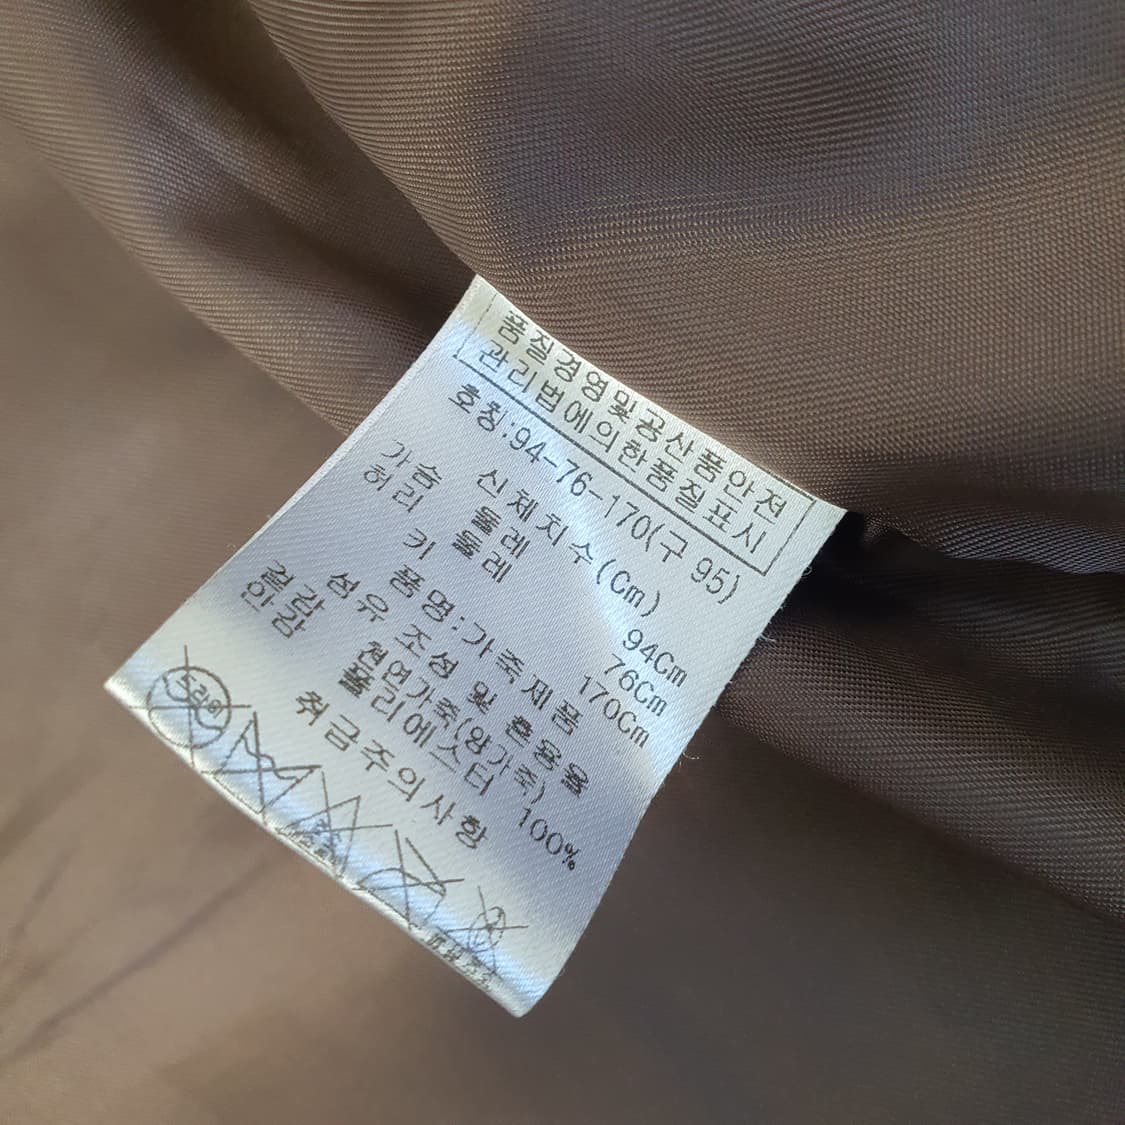 품질경영및공산품안전
관리법에의한품질표시
호칭:94-76-170(구 95)
신체치수(Cm)
가슴 둘레 94Cm
허리 둘레 76Cm
키 170Cm
품명:가죽제품
섬유 조성 및 혼용율
겉감 천연가죽(양가죽)
안감 폴리에스터 100%
취급주의사항
드라이